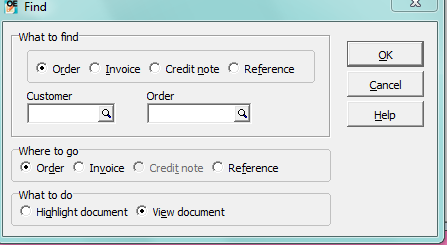 OE Find
What to find
Order Invoice Credit note Reference
OK
Customer Order
Cancel
Help
Where to go
Order Invoice Credit note Reference
What to do
Highlight document View document